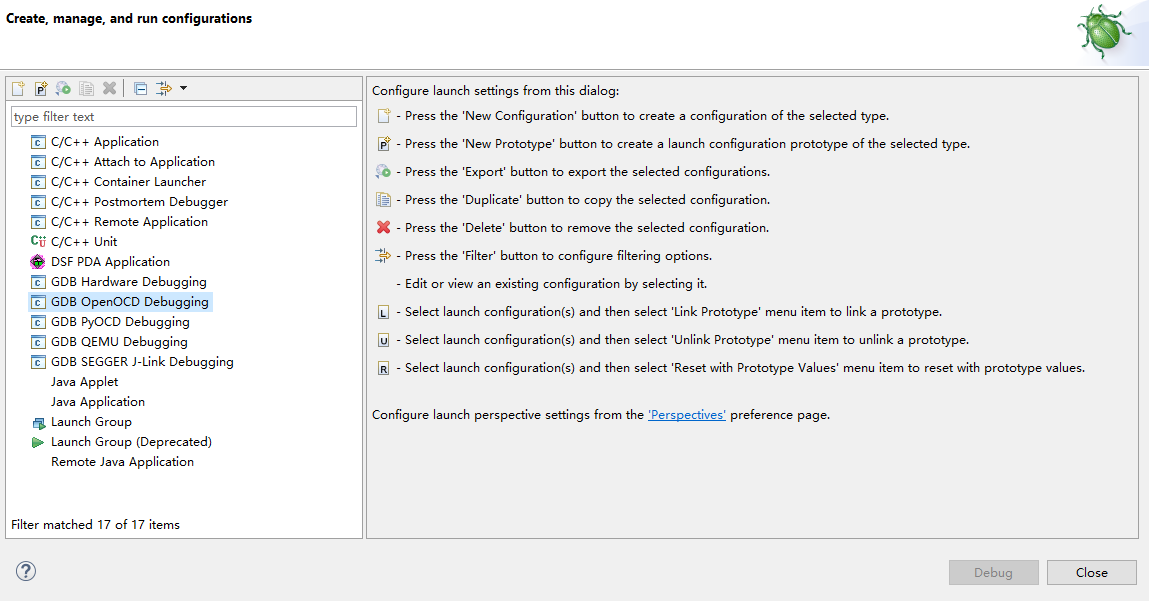 Create, manage, and run configurations
type filter text
C/C++ Application
C/C++ Attach to Application
C/C++ Container Launcher
C/C++ Postmortem Debugger
C/C++ Remote Application
C/C++ Unit
DSF PDA Application
GDB Hardware Debugging
GDB OpenOCD Debugging
GDB PyOCD Debugging
GDB QEMU Debugging
GDB SEGGER J-Link Debugging
Java Applet
Java Application
Launch Group
Launch Group (Deprecated)
Remote Java Application
Filter matched 17 of 17 items
Configure launch settings from this dialog:
- Press the 'New Configuration' button to create a configuration of the selected type.
- Press the 'New Prototype' button to create a launch configuration prototype of the selected type.
- Press the 'Export' button to export the selected configurations.
- Press the 'Duplicate' button to copy the selected configuration.
- Press the 'Delete' button to remove the selected configuration.
- Press the 'Filter' button to configure filtering options.
- Edit or view an existing configuration by selecting it.
L - Select launch configuration(s) and then select 'Link Prototype' menu item to link a prototype.
U - Select launch configuration(s) and then select 'Unlink Prototype' menu item to unlink a prototype.
R - Select launch configuration(s) and then select 'Reset with Prototype Values' menu item to reset with prototype values.
Configure launch perspective settings from the 'Perspectives' preference page.
?
Debug
Close